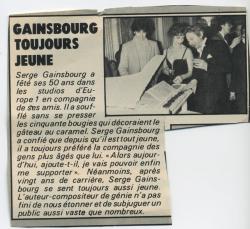 GAINSBOURG
TOUJOURS
JEUNE
Serge Gainsbourg a
fêté ses 50 ans dans
les studios d'
Europe 1 en compagnie
de ses amis. Il a souf-
flé sans se presser
les cinquante bougies qui décoraient le
gâteau au caramel. Serge Gainsbourg
a confié que depuis qu'il est tout jeune,
il a toujours préféré la compagnie des
gens plus âgés que lui. « Alors aujour-
d'hui, ajoute-t-il, je vais pouvoir enfin
me supporter ». Néanmoins, après
vingt ans de carrière, Serge Gains-
bourg se sent toujours aussi jeune.
L'auteur-compositeur de génie n'a pas
fini de nous étonner et de subjuguer un
public aussi vaste que nombreux.